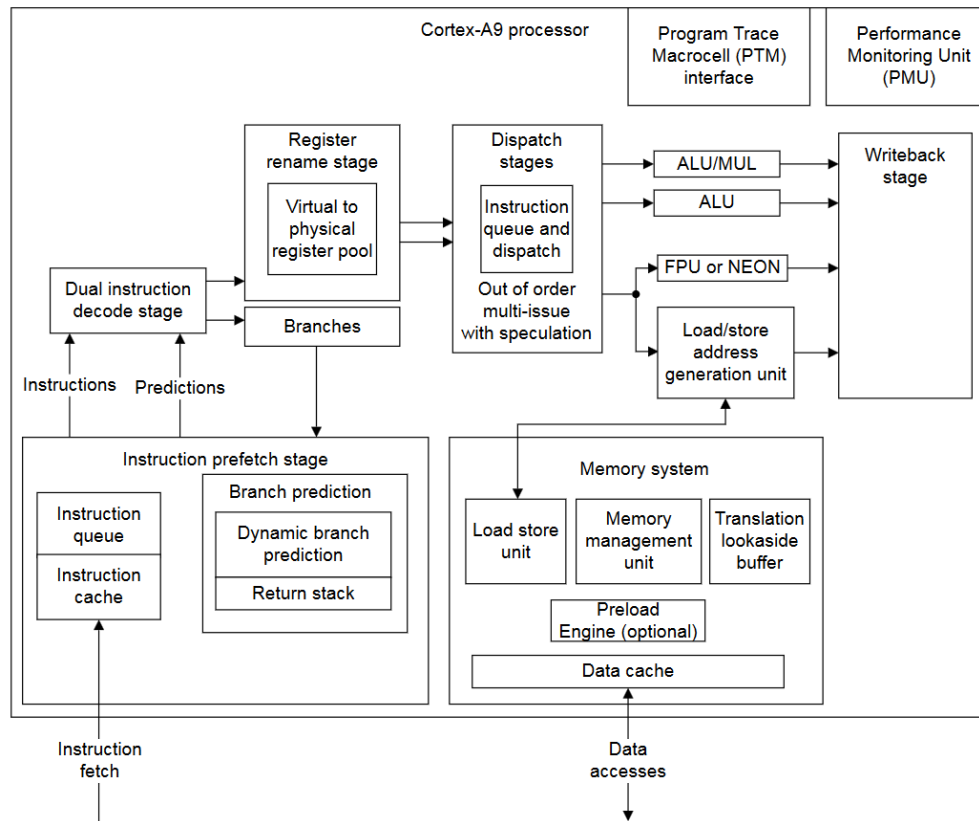 Cortex-A9 processor
Program Trace
Macrocell (PTM)
interface
Performance
Monitoring Unit
(PMU)
Register
rename stage
Virtual to
physical
register pool
Dispatch
stages
Instruction
queue and
dispatch
Out of order
multi-issue
with speculation
ALU/MUL
ALU
FPU or NEON
Load/store
address
generation unit
Writeback
stage
Dual instruction
decode stage
Branches
Instructions
Predictions
Instruction prefetch stage
Instruction
queue
Instruction
cache
Branch prediction
Dynamic branch
prediction
Return stack
Memory system
Load store
unit
Memory
management
unit
Translation
lookaside
buffer
Preload
Engine (optional)
Data cache
Instruction
fetch
Data
accesses